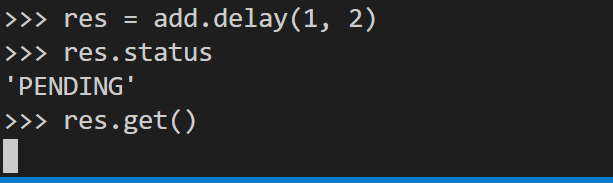 >>> res = add.delay(1, 2)
>>> res.status
'PENDING'
>>> res.get()